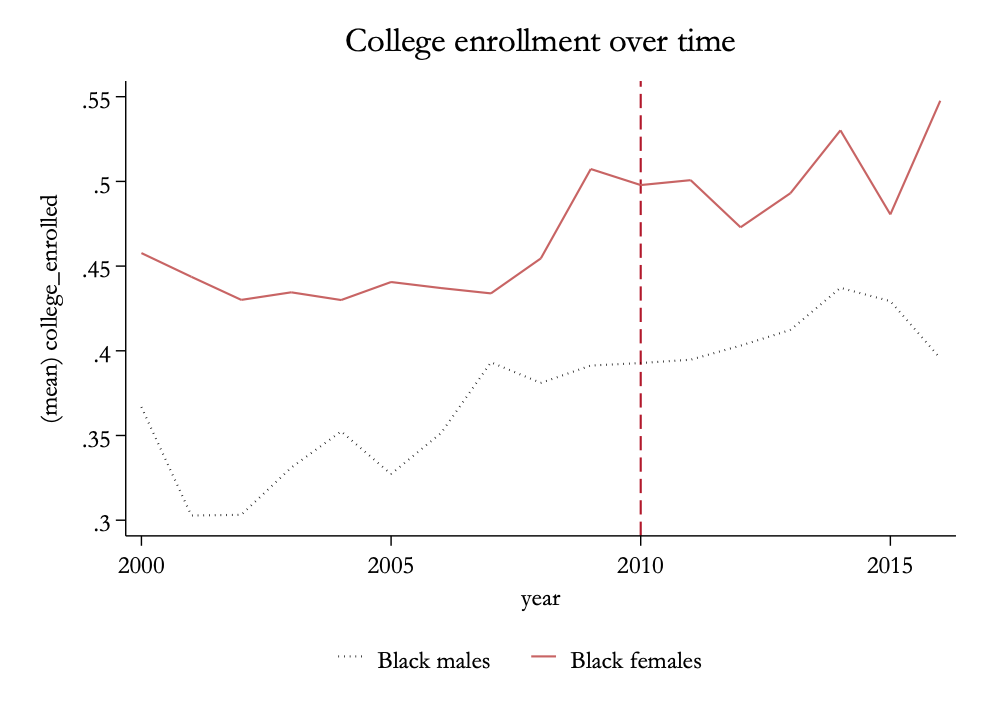 College enrollment over time
(mean) college_enrolled
.55
.5
.45
.4
.35
.3
2000 2005 2010 2015
year
Black males Black females